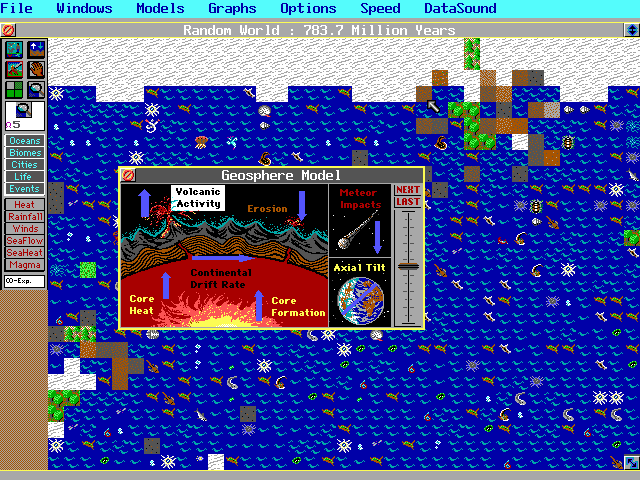 File Windows Models Graphs Options Speed DataSound
Random World : 783.7 Million Years
Ω5
Oceans
Biomes
Cities
Life
Events
Heat
Rainfall
Winds
SeaFlow
SeaHeat
Magma
CO-Exp.
Geosphere Model
Volcanic
Activity
Erosion
Continental
Drift Rate
Core
Heat
Core
Formation
Meteor
Impacts
Axial Tilt
NEXT
LAST